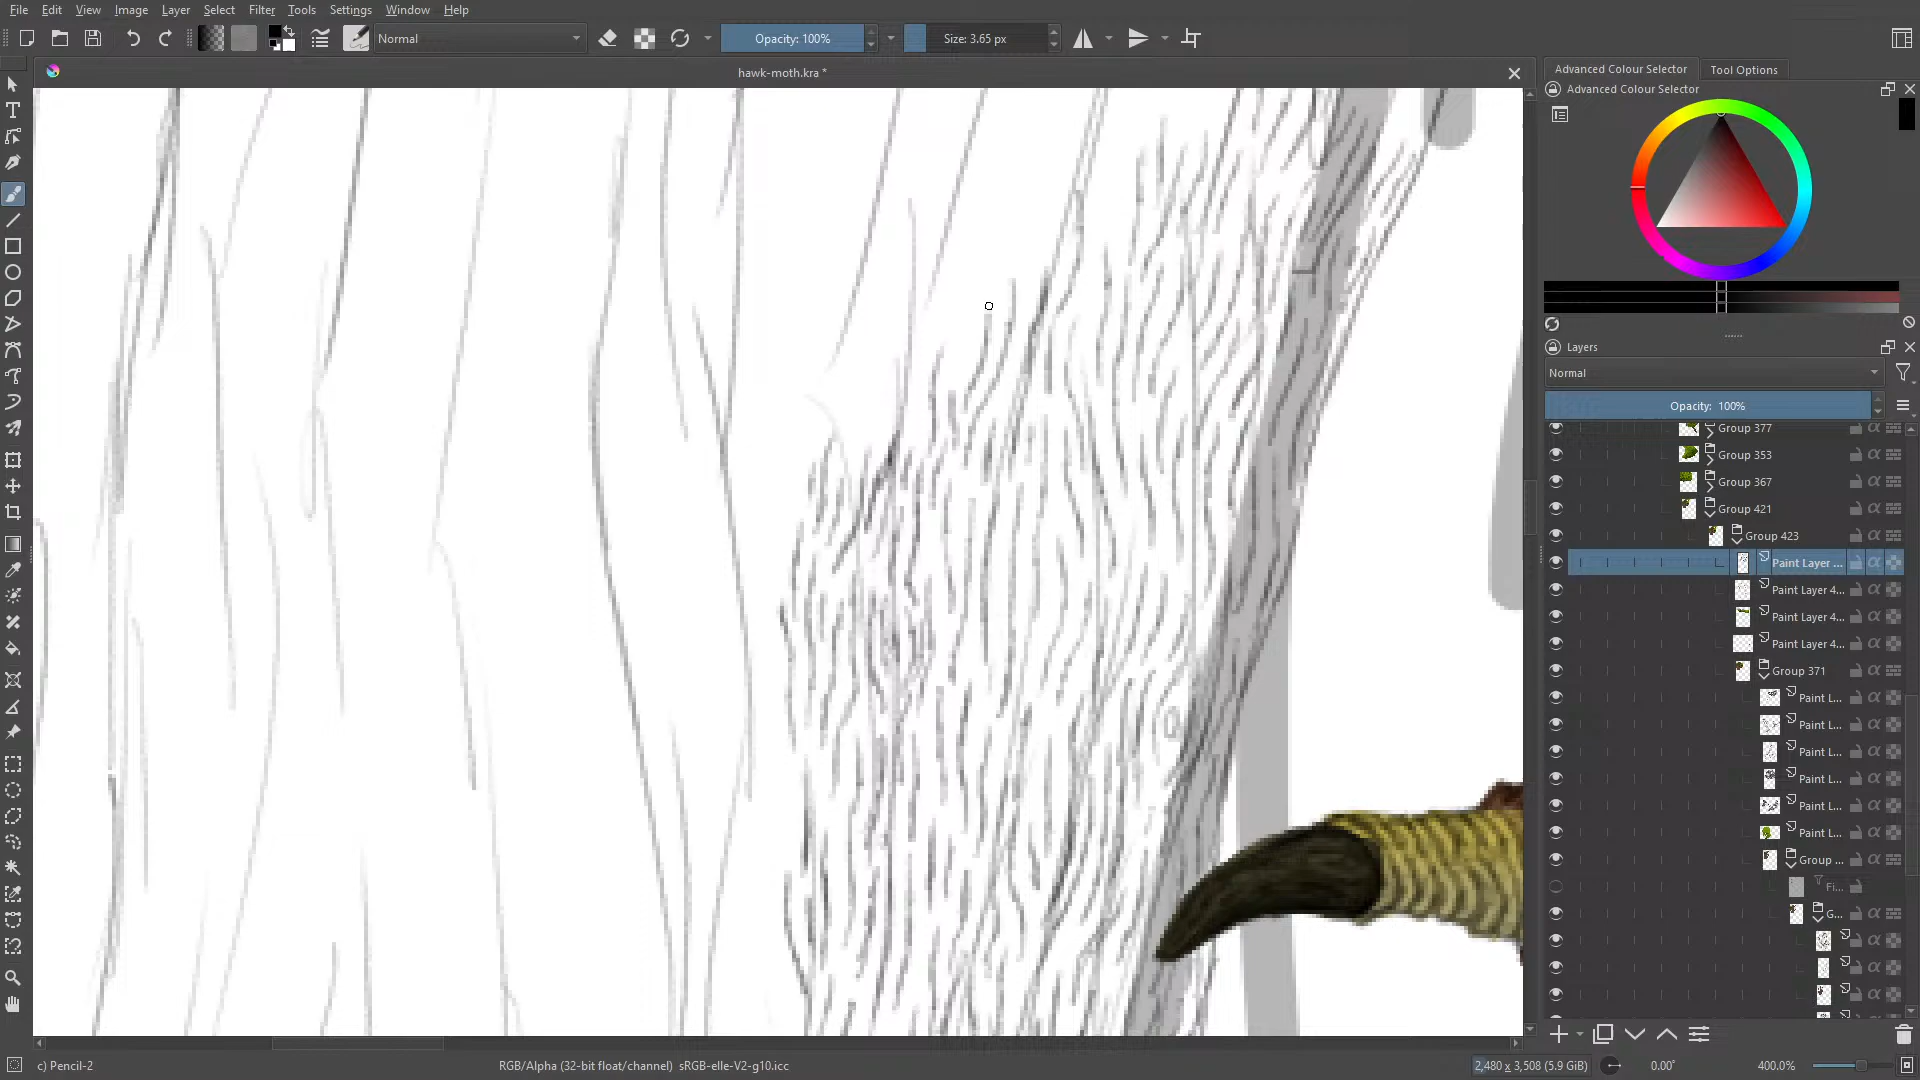 File Edit View Image Layer Select Filter Tools Settings Window Help
Normal
Opacity: 100%
Size: 3.65 px
hawk-moth.kra *
Advanced Colour Selector
Tool Options
Advanced Colour Selector
Layers
Normal
Opacity: 100%
Group 377
Group 353
Group 367
Group 421
Group 423
Paint Layer ...
Paint Layer 4...
Paint Layer 4...
Paint Layer 4...
Group 371
Paint L...
Paint L...
Paint L...
Paint L...
Paint L...
Paint L...
Group ...
Fi...
G...
c) Pencil-2
RGB/Alpha (32-bit float/channel) sRGB-elle-V2-g10.icc
2,480 x 3,508 (5.9 GiB)
0.00°
400.0%